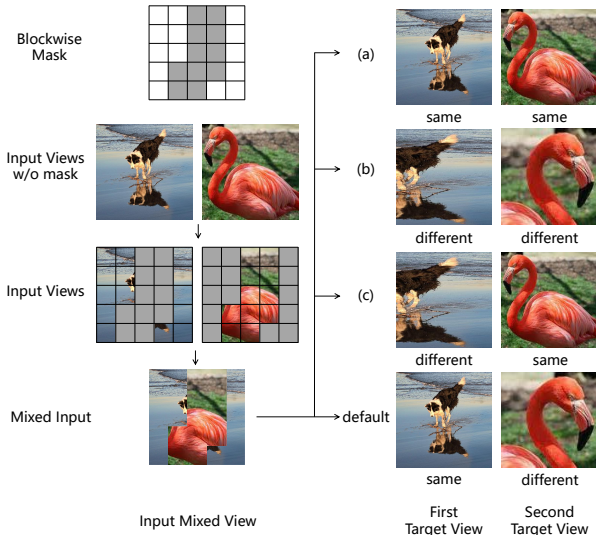 Blockwise
Mask
(a)
same
same
Input Views
w/o mask
(b)
different
different
Input Views
(c)
different
same
Mixed Input
default
same
different
Input Mixed View
First
Target View
Second
Target View